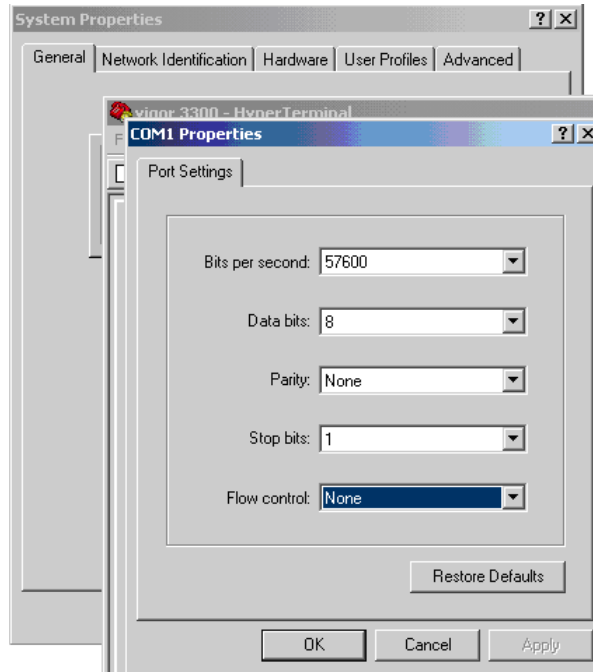 System Properties
General Network Identification Hardware User Profiles Advanced
vigor 3300 - HyperTerminal
F
COM1 Properties
Port Settings
Bits per second: 57600
Data bits: 8
Parity: None
Stop bits: 1
Flow control: None
Restore Defaults
OK Cancel Apply